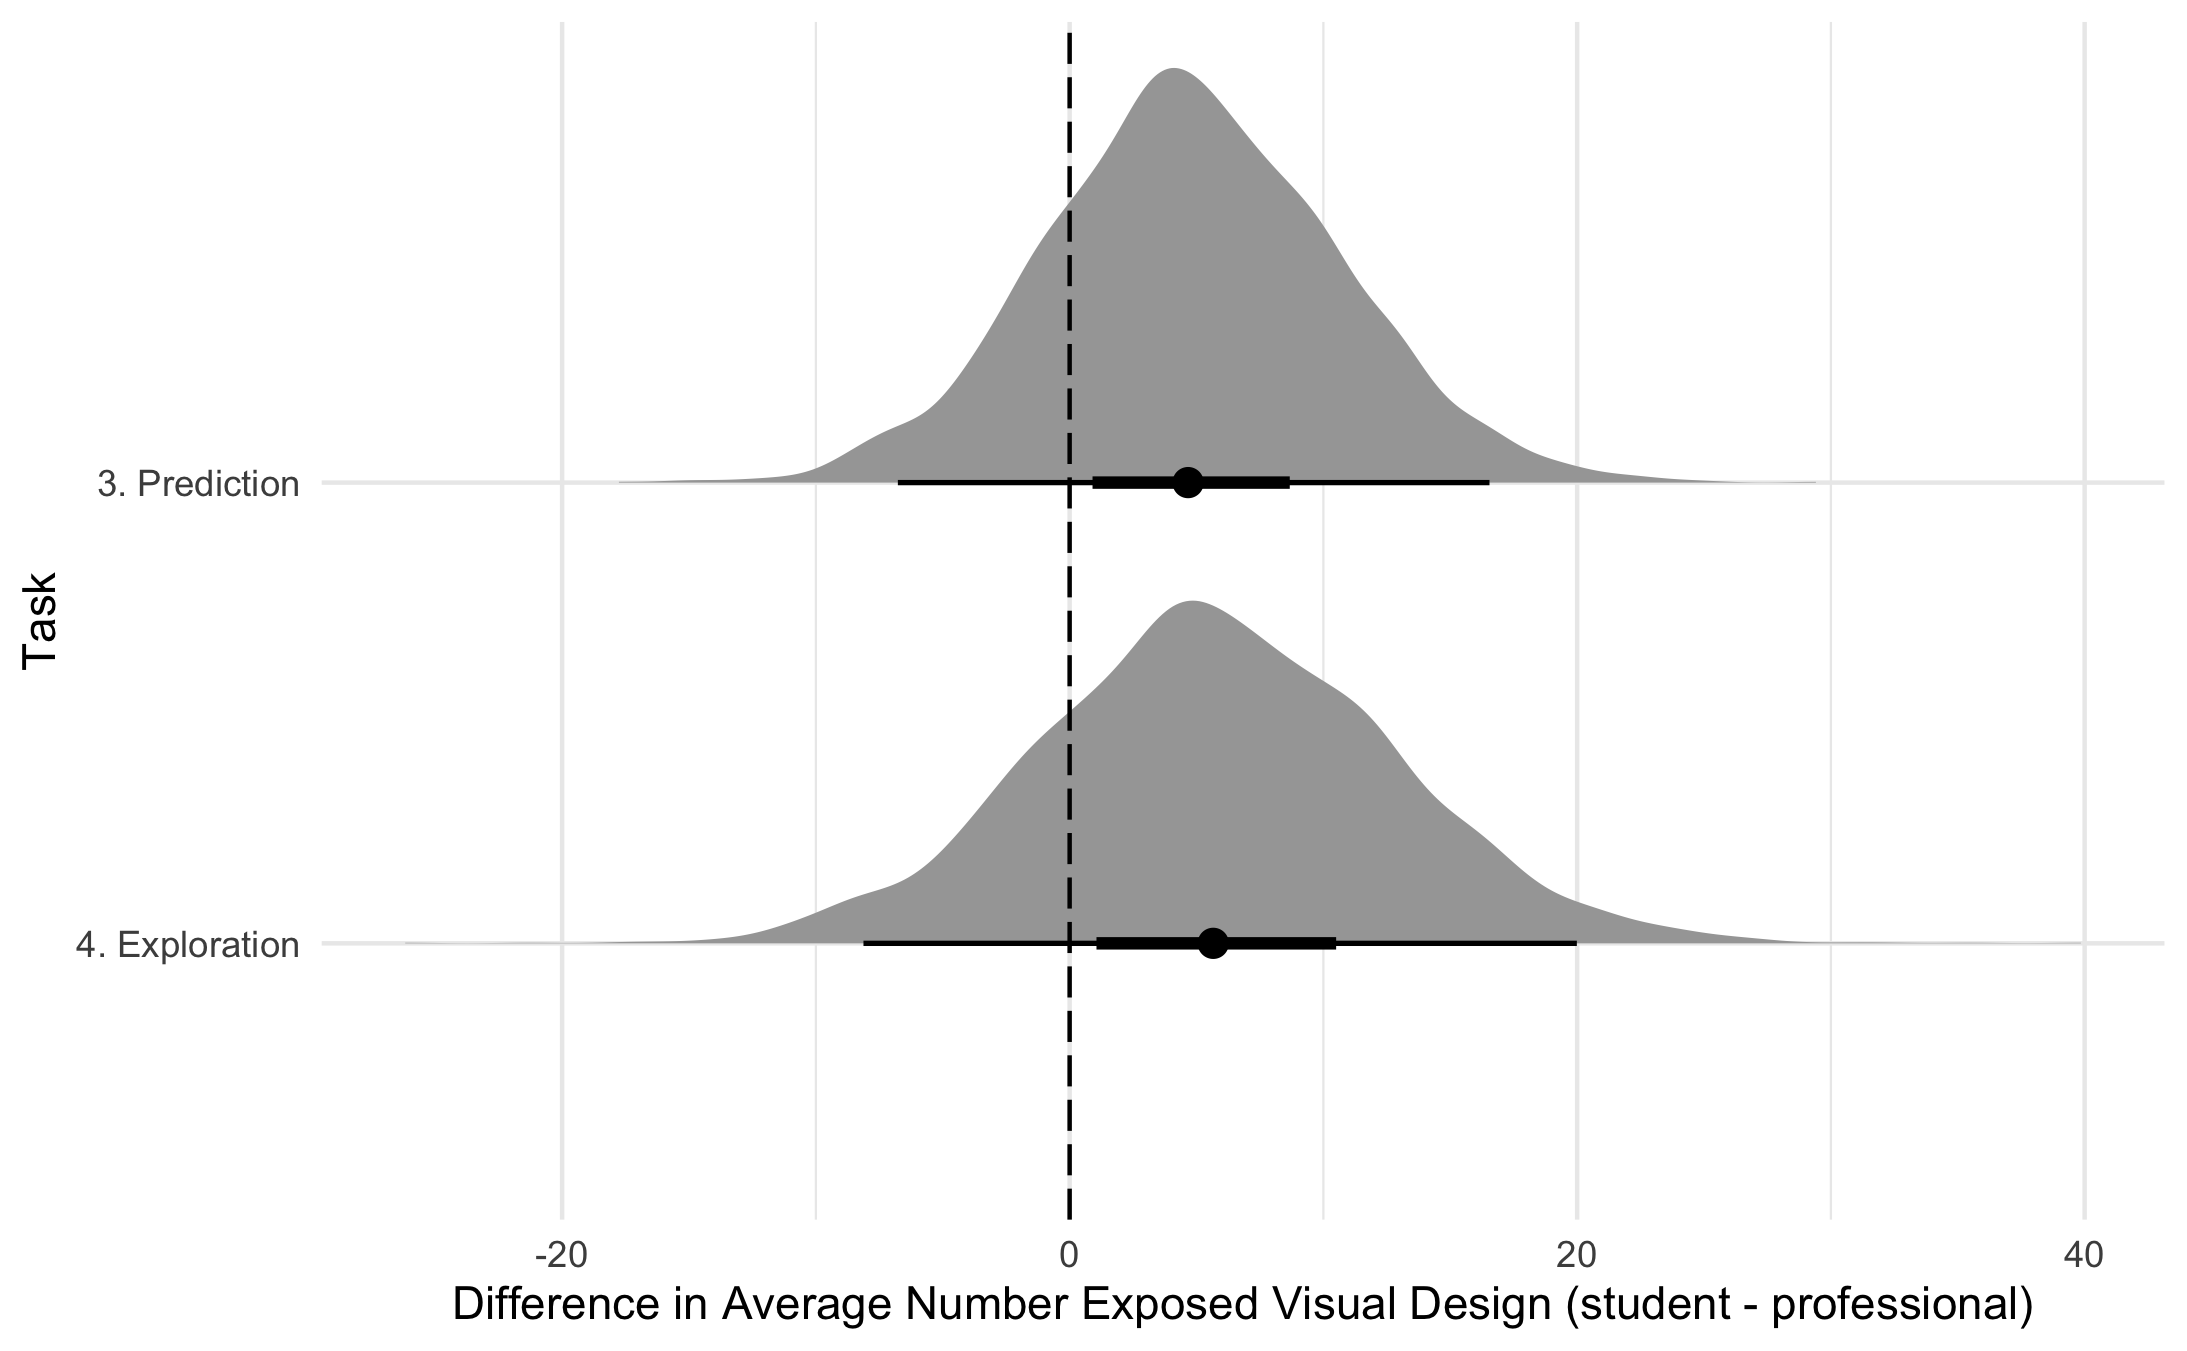 3. Prediction
Task
4. Exploration
-20 0 20 40
Difference in Average Number Exposed Visual Design (student - professional)